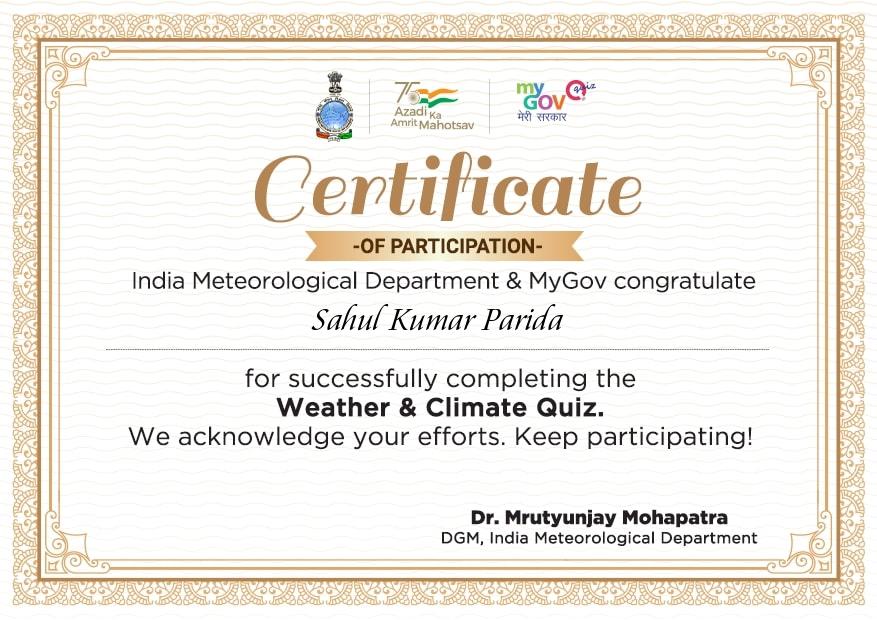 75
Azadi Ka
Amrit Mahotsav
my quiz
GOV
मेरी सरकार
Certificate
-OF PARTICIPATION-
India Meteorological Department & MyGov congratulate
Sahul Kumar Parida
for successfully completing the
Weather & Climate Quiz.
We acknowledge your efforts. Keep participating!
Dr. Mrutyunjay Mohapatra
DGM, India Meteorological Department